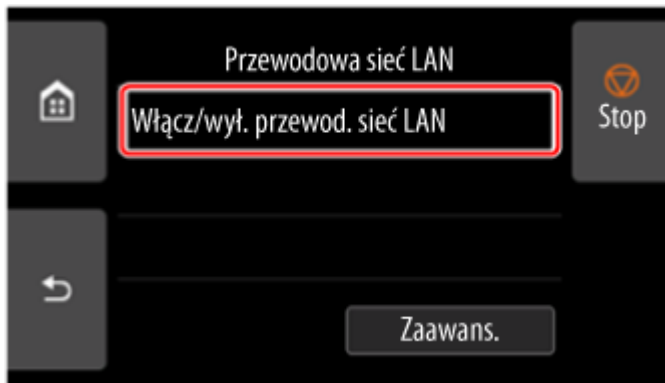 Przewodowa sieć LAN
Włącz/wył. przewod. sieć LAN
Stop
Zaawans.